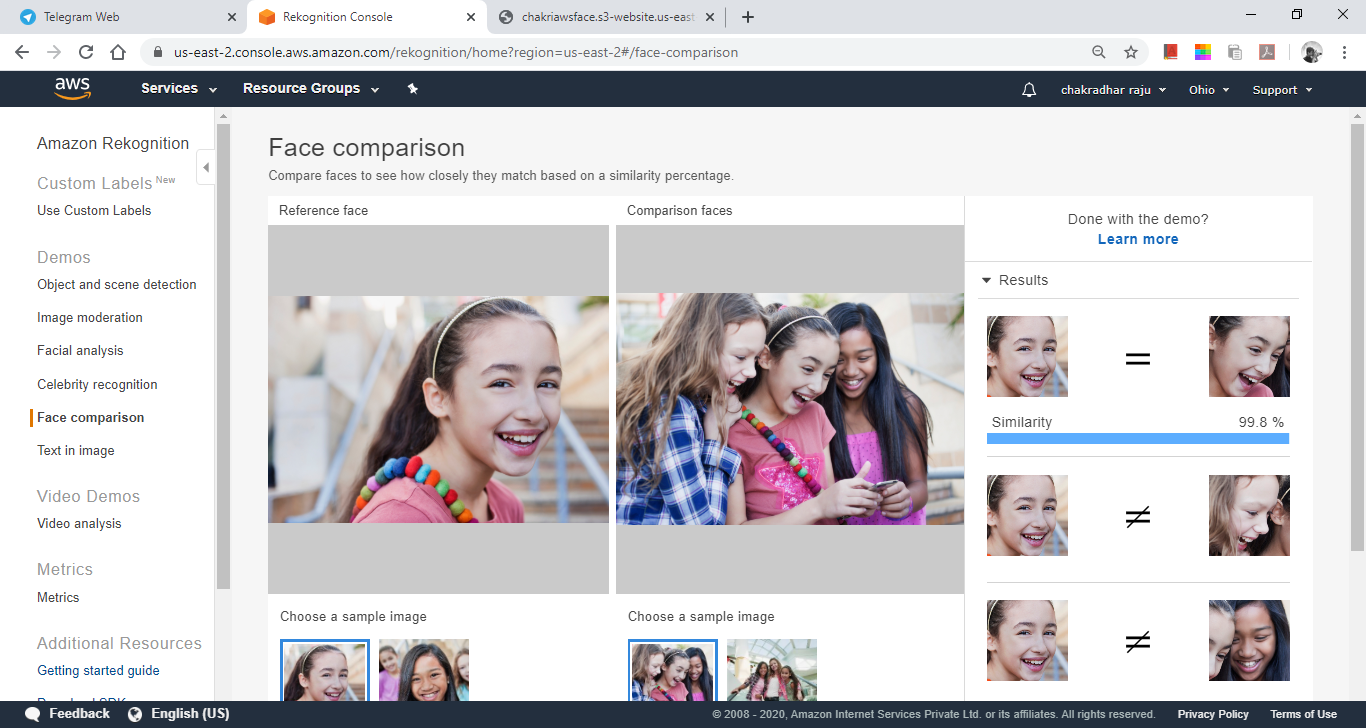 Telegram Web
Rekognition Console
chakriawsface.s3-website.us-east
us-east-2.console.aws.amazon.com/rekognition/home?region=us-east-2#/face-comparison
aws
Services
Resource Groups
chakradhar raju
Ohio
Support
Amazon Rekognition
Custom Labels New
Use Custom Labels
Demos
Object and scene detection
Image moderation
Facial analysis
Celebrity recognition
Face comparison
Text in image
Video Demos
Video analysis
Metrics
Metrics
Additional Resources
Getting started guide
Face comparison
Compare faces to see how closely they match based on a similarity percentage.
Reference face
Comparison faces
Choose a sample image
Choose a sample image
Done with the demo?
Learn more
Results
=
Similarity 99.8 %
≠
≠
Feedback
English (US)
© 2008 - 2020, Amazon Internet Services Private Ltd. or its affiliates. All rights reserved.
Privacy Policy
Terms of Use